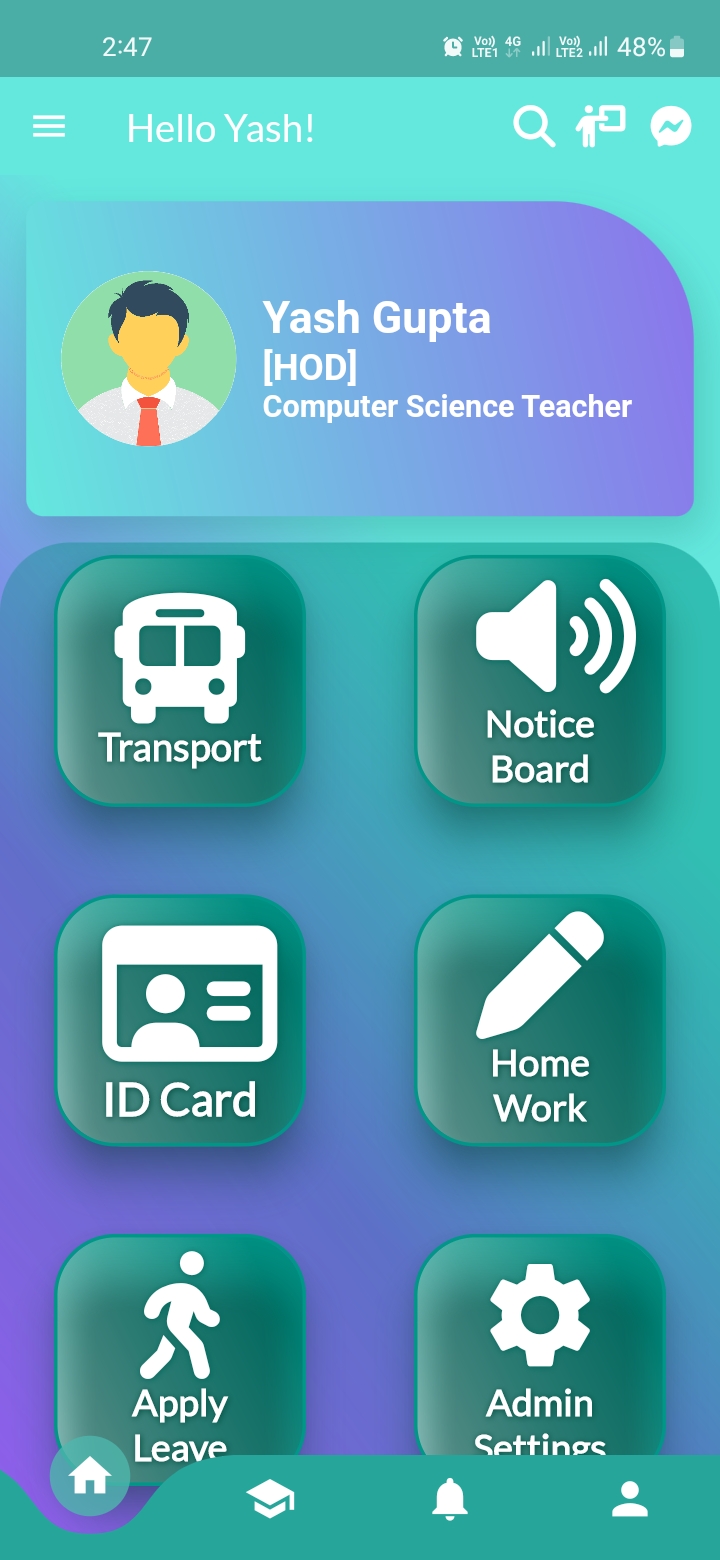 2:47 Vo)) LTE1 4G Vo)) LTE2 48%
Hello Yash!
Yash Gupta
[HOD]
Computer Science Teacher
Transport
Notice
Board
ID Card
Home
Work
Apply
Leave
Admin
Settings